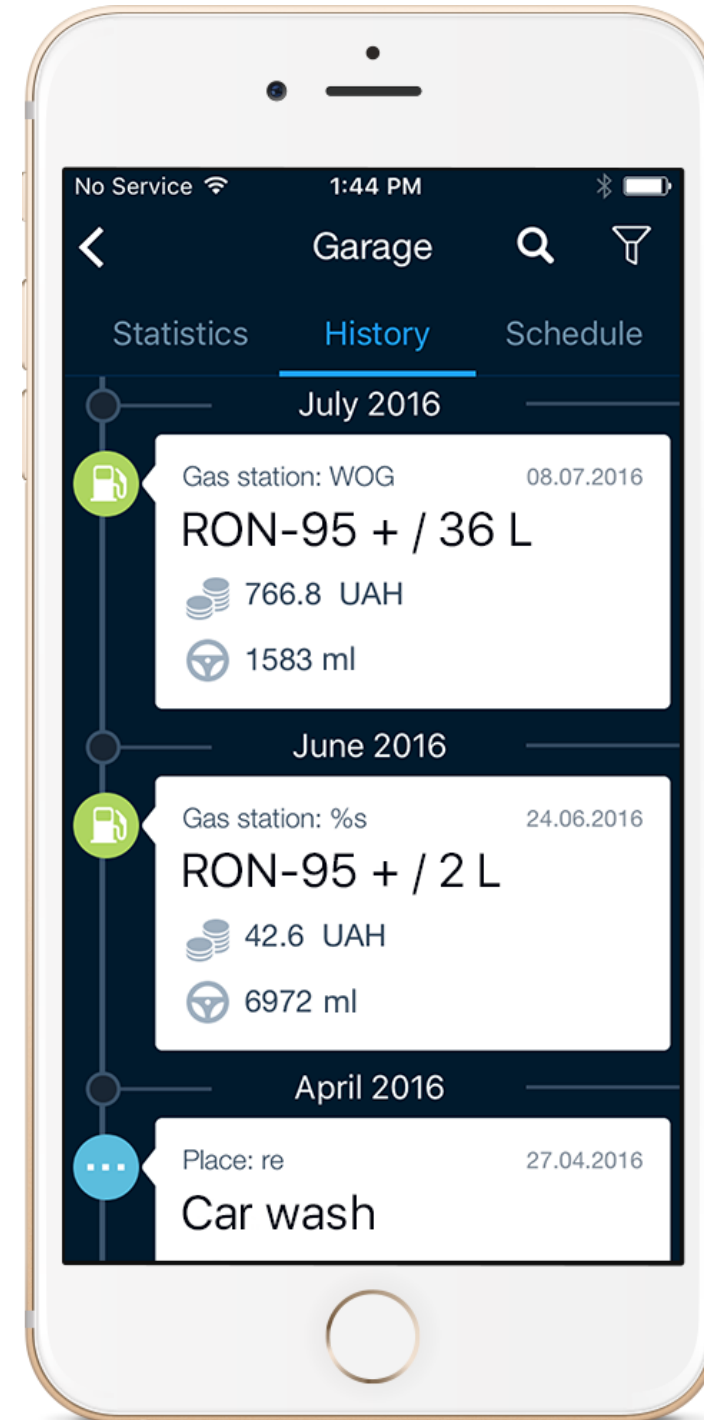 No Service 1:44 PM
Garage
Statistics History Schedule
July 2016
Gas station: WOG 08.07.2016
RON-95 + / 36 L
766.8 UAH
1583 ml
June 2016
Gas station: %s 24.06.2016
RON-95 + / 2 L
42.6 UAH
6972 ml
April 2016
Place: re 27.04.2016
Car wash